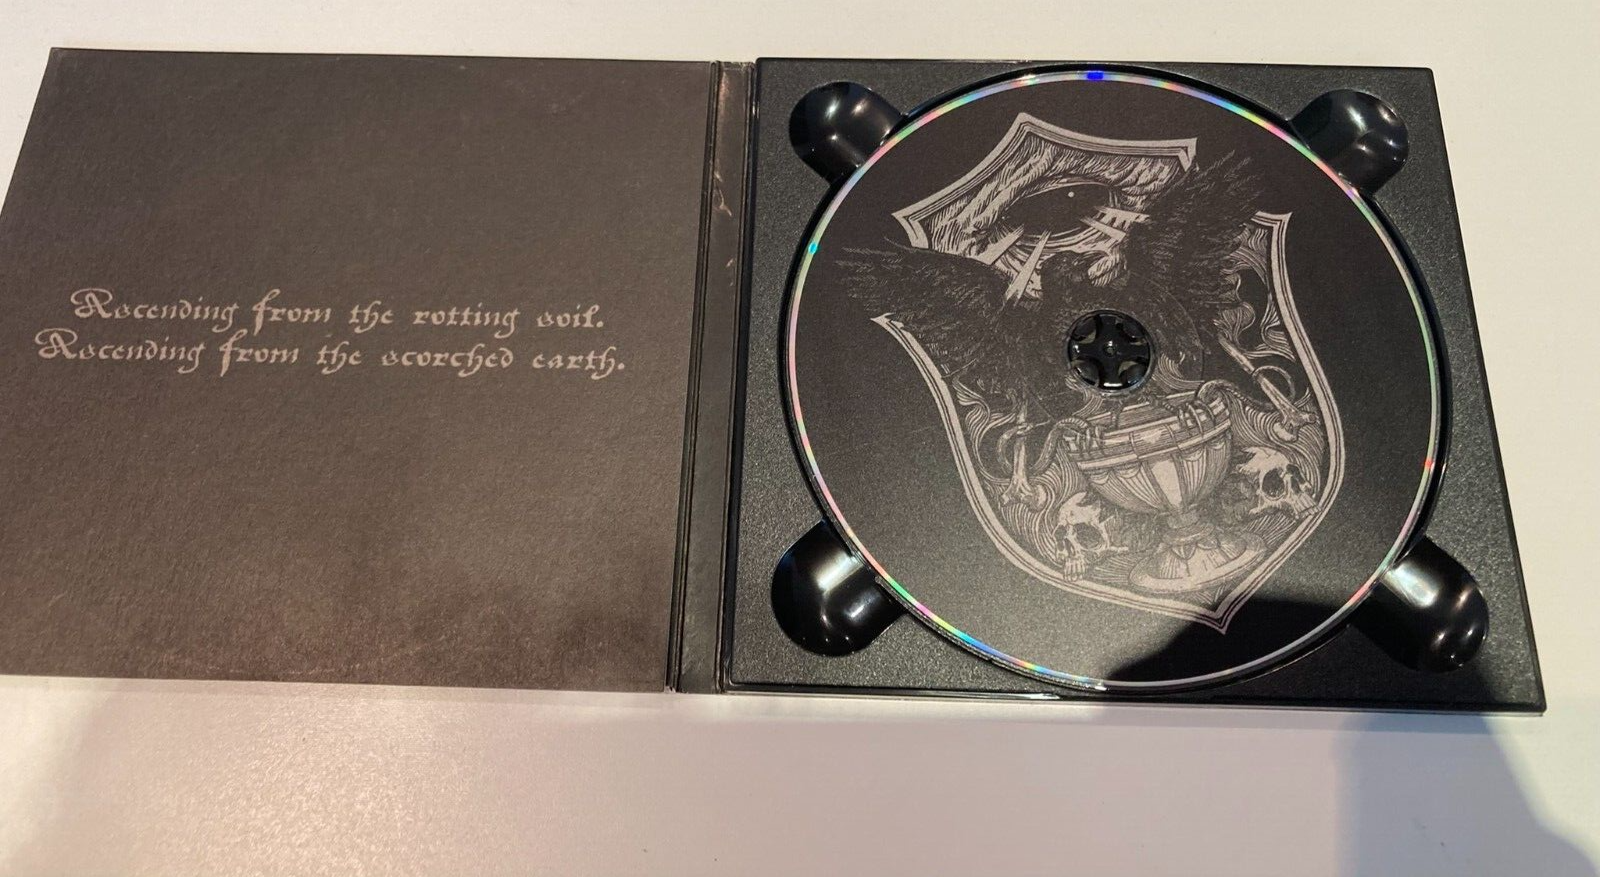 Ascending from the rotting soil.
Ascending from the scorched earth.